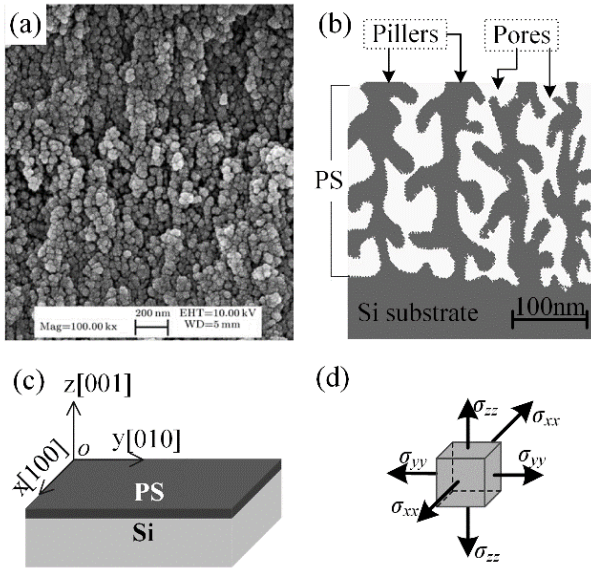 (a)
200 nm EHT=10.00 kV
Mag=100.00 kx WD=5 mm
(b)
Pillers Pores
PS
Si substrate
100nm
(c)
z[001]
O
y[010]
x[100]
PS
Si
(d)
σzz
σxx
σyy
σyy
σxx
σzz